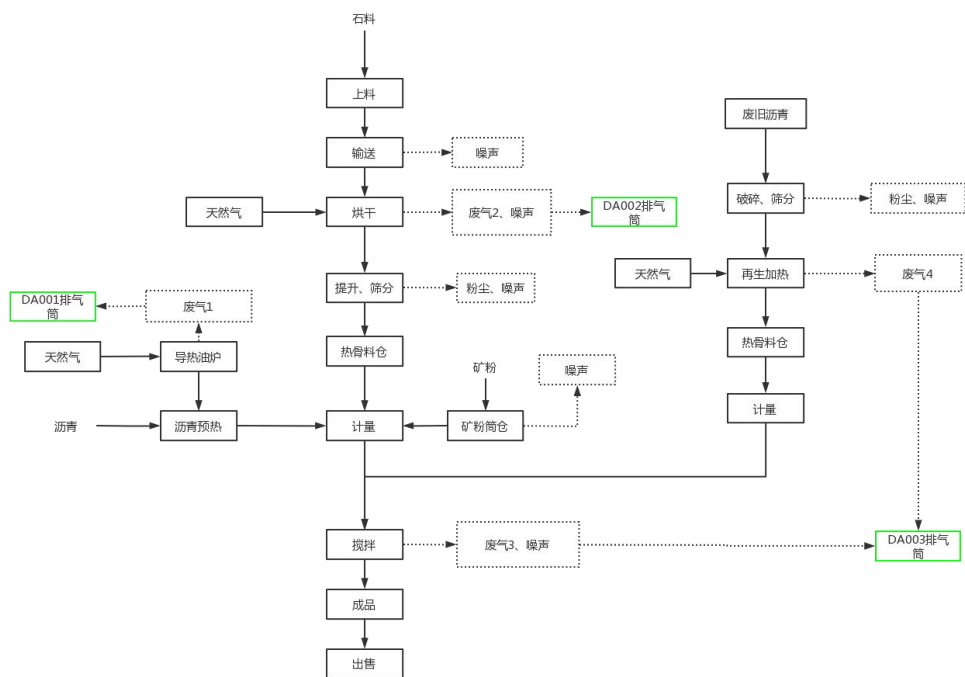 石料
上料
废旧沥青
输送
噪声
天然气
烘干
废气2、噪声
DA002排气
筒
破碎、筛分
粉尘、噪声
提升、筛分
粉尘、噪声
天然气
再生加热
废气4
DA001排气
筒
废气1
天然气
导热油炉
热骨料仓
矿粉
噪声
热骨料仓
沥青
沥青预热
计量
矿粉筒仓
计量
搅拌
废气3、噪声
DA003排气
筒
成品
出售